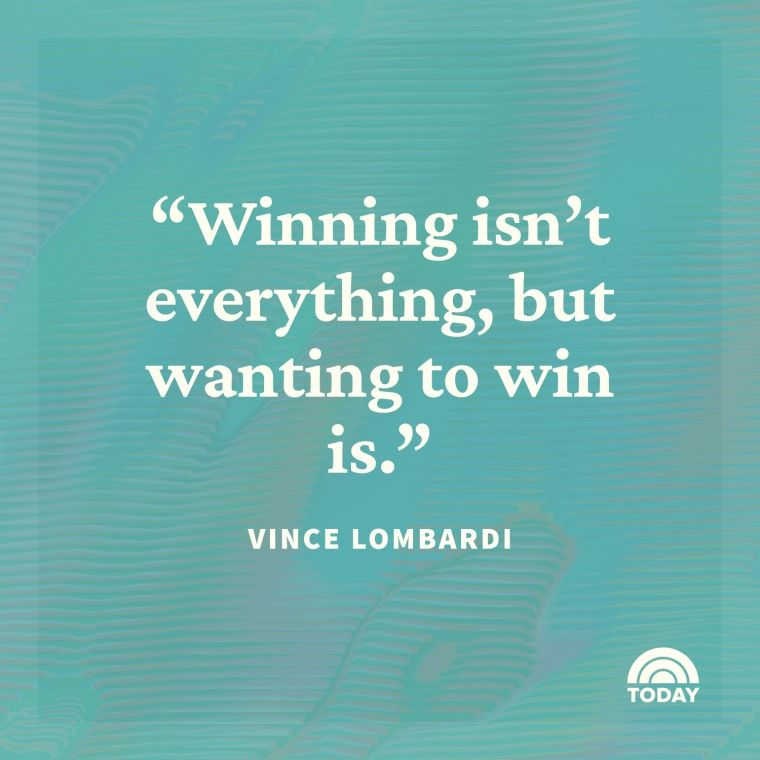 “Winning isn’t
everything, but
wanting to win
is.”
VINCE LOMBARDI
TODAY